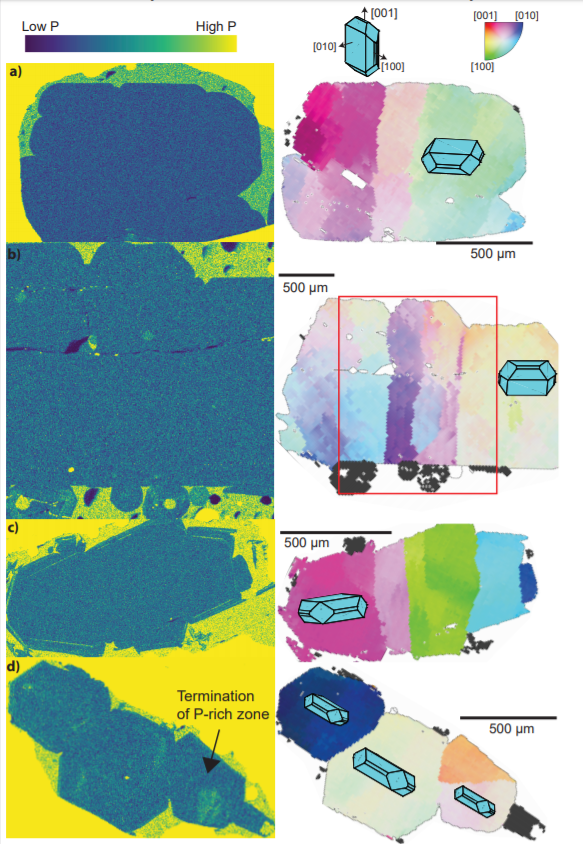 Low P High P
[001]
[010]
[100]
[001] [010]
[100]
a)
500 µm
b)
500 µm
c)
500 µm
d)
Termination
of P-rich zone
500 µm